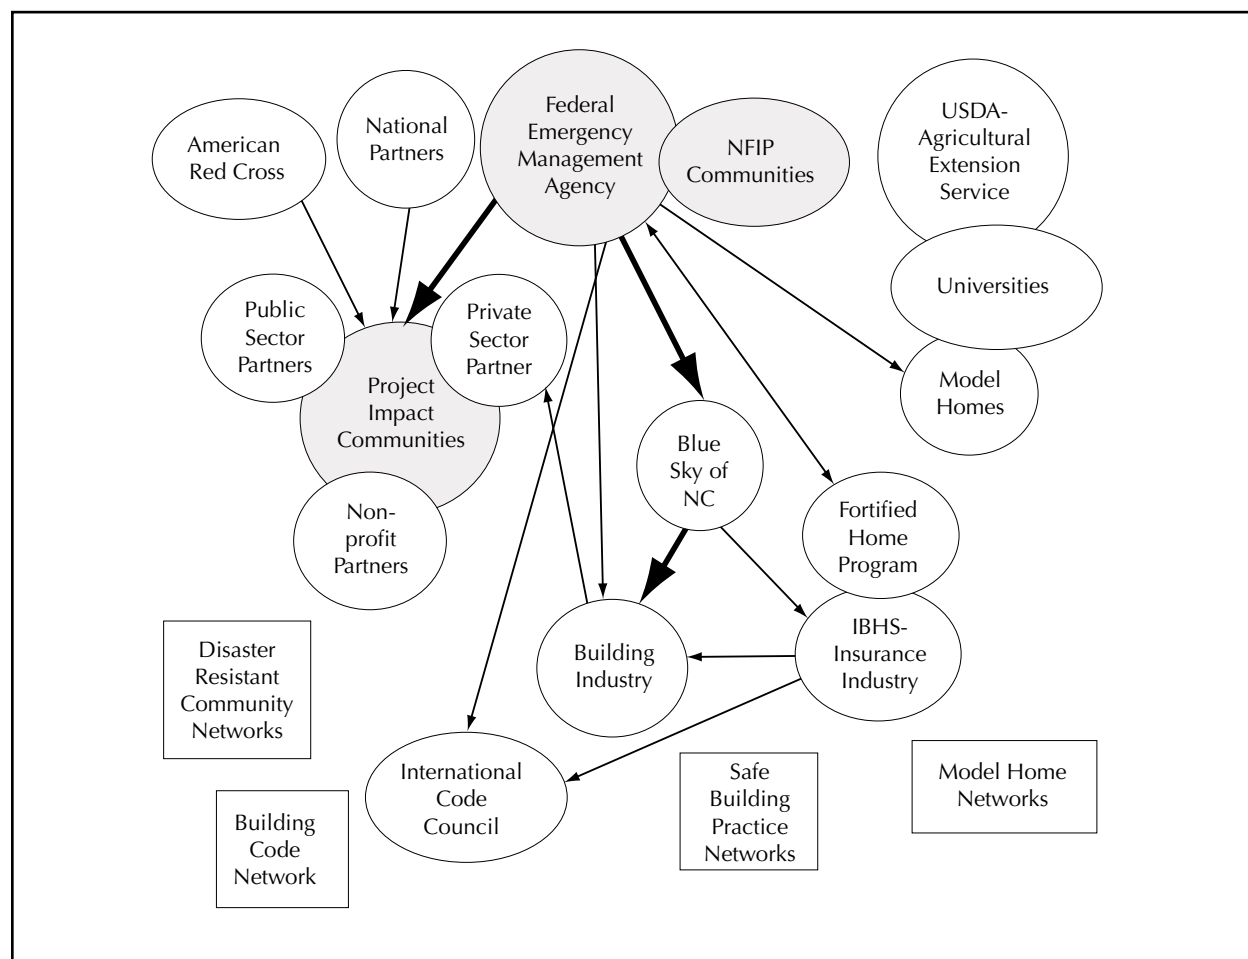 American
Red Cross
National
Partners
Federal
Emergency
Management
Agency
NFIP
Communities
USDA-
Agricultural
Extension
Service
Universities
Public
Sector
Partners
Private
Sector
Partner
Project
Impact
Communities
Model
Homes
Blue
Sky of
NC
Non-
profit
Partners
Fortified
Home
Program
Disaster
Resistant
Community
Networks
Building
Industry
IBHS-
Insurance
Industry
International
Code
Council
Building
Code
Network
Safe
Building
Practice
Networks
Model Home
Networks